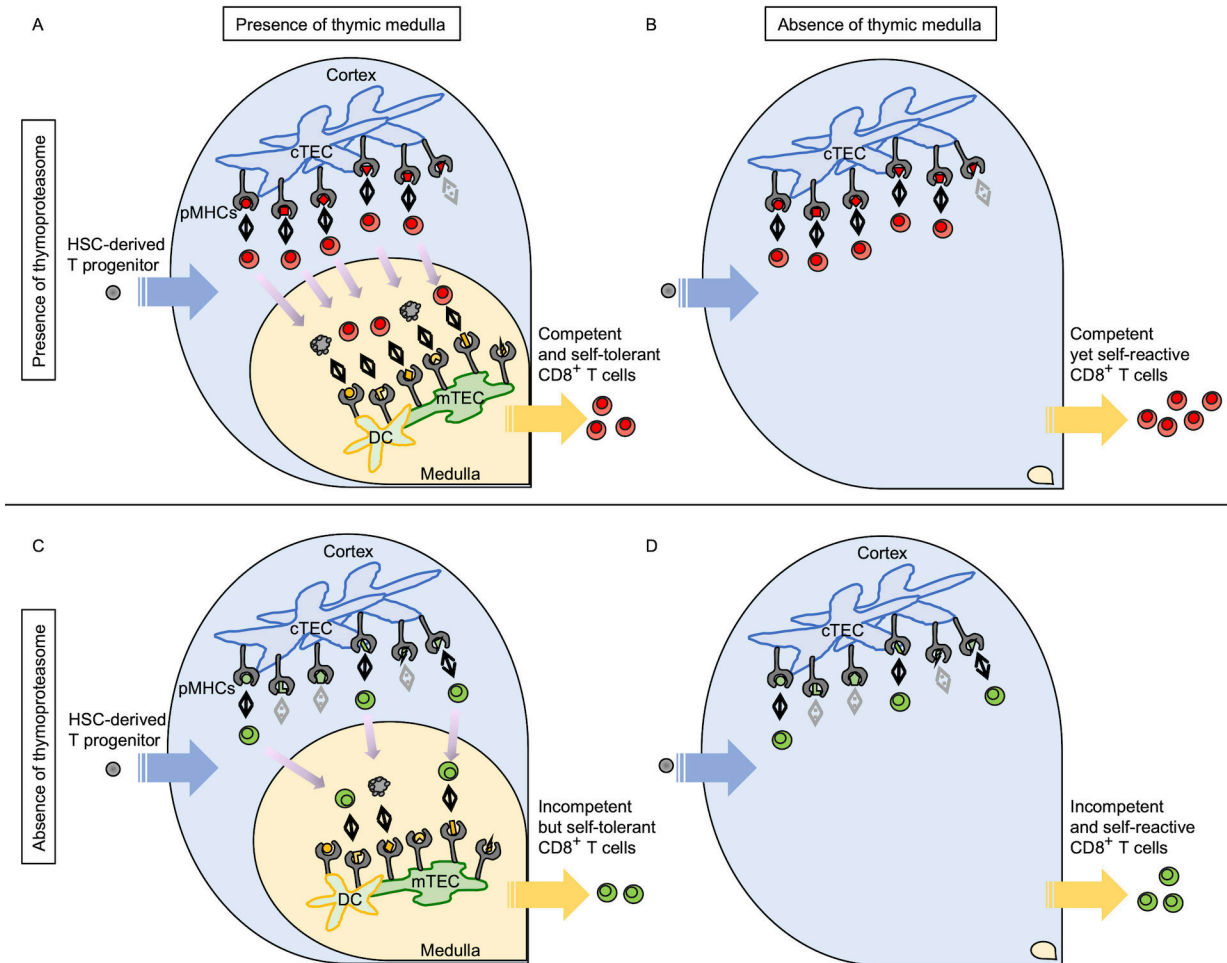 A
Presence of thymic medulla
B
Absence of thymic medulla
Presence of thymoproteasome
Cortex
cTEC
pMHCs
HSC-derived
T progenitor
mTEC
DC
Medulla
Competent
and self-tolerant
CD8⁺ T cells
cTEC
Competent
yet self-reactive
CD8⁺ T cells
C
D
Absence of thymoproteasome
Cortex
cTEC
pMHCs
HSC-derived
T progenitor
mTEC
DC
Medulla
Incompetent
but self-tolerant
CD8⁺ T cells
Cortex
cTEC
Incompetent
and self-reactive
CD8⁺ T cells